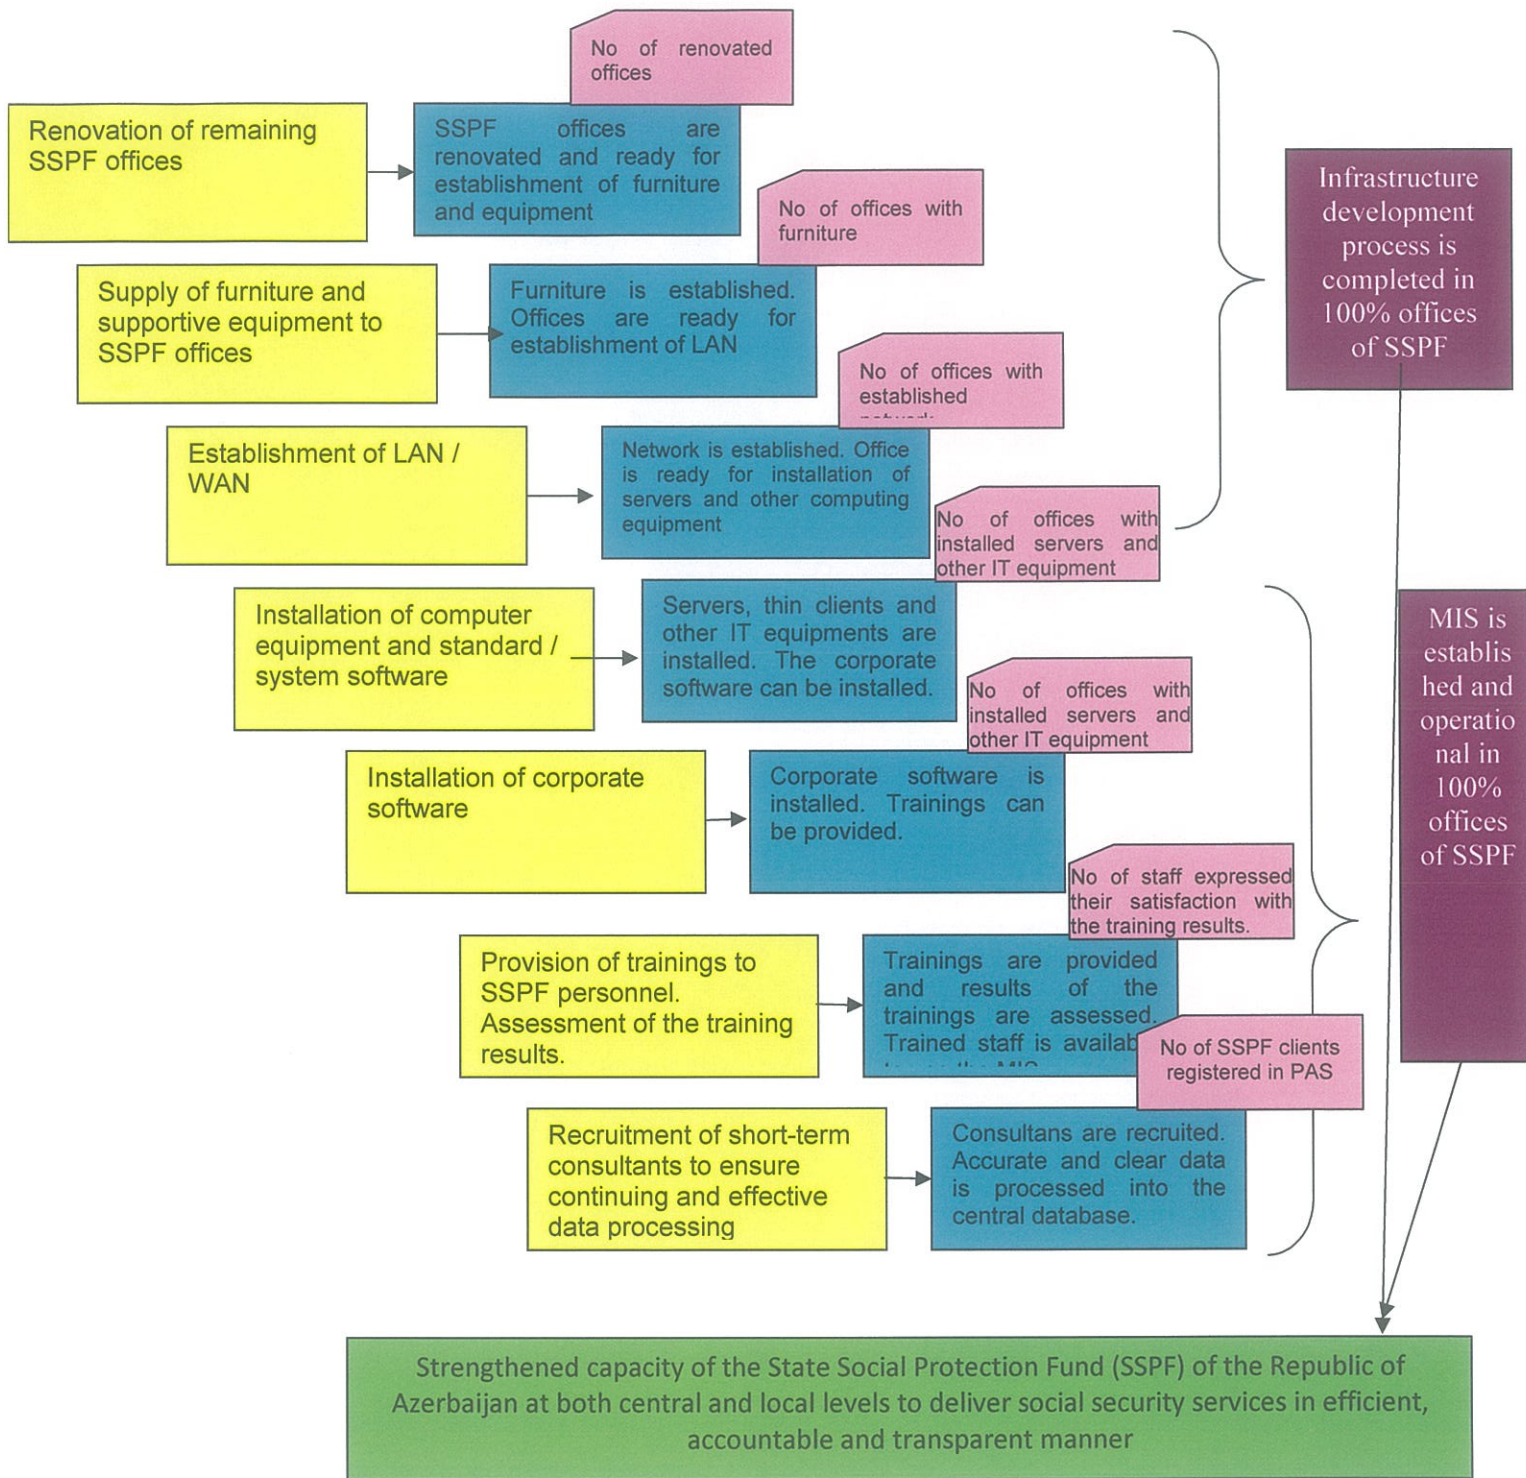 No of renovated
offices
Renovation of remaining
SSPF offices
SSPF offices are
renovated and ready for
establishment of furniture
and equipment
No of offices with
furniture
Supply of furniture and
supportive equipment to
SSPF offices
Furniture is established.
Offices are ready for
establishment of LAN
No of offices with
established
Establishment of LAN /
WAN
Network is established. Office
is ready for installation of
servers and other computing
equipment
No of offices with
installed servers and
other IT equipment
Infrastructure
development
process is
completed in
100% offices
of SSPF
Installation of computer
equipment and standard /
system software
Servers, thin clients and
other IT equipments are
installed. The corporate
software can be installed.
No of offices with
installed servers and
other IT equipment
Installation of corporate
software
Corporate software is
installed. Trainings can
be provided.
No of staff expressed
their satisfaction with
the training results.
Provision of trainings to
SSPF personnel.
Assessment of the training
results.
Trainings are provided
and results of the
trainings are assessed.
Trained staff is availab
No of SSPF clients
registered in PAS
Recruitment of short-term
consultants to ensure
continuing and effective
data processing
Consultans are recruited.
Accurate and clear data
is processed into the
central database.
MIS is
establis
hed and
operatio
nal in
100%
offices
of SSPF
Strengthened capacity of the State Social Protection Fund (SSPF) of the Republic of
Azerbaijan at both central and local levels to deliver social security services in efficient,
accountable and transparent manner